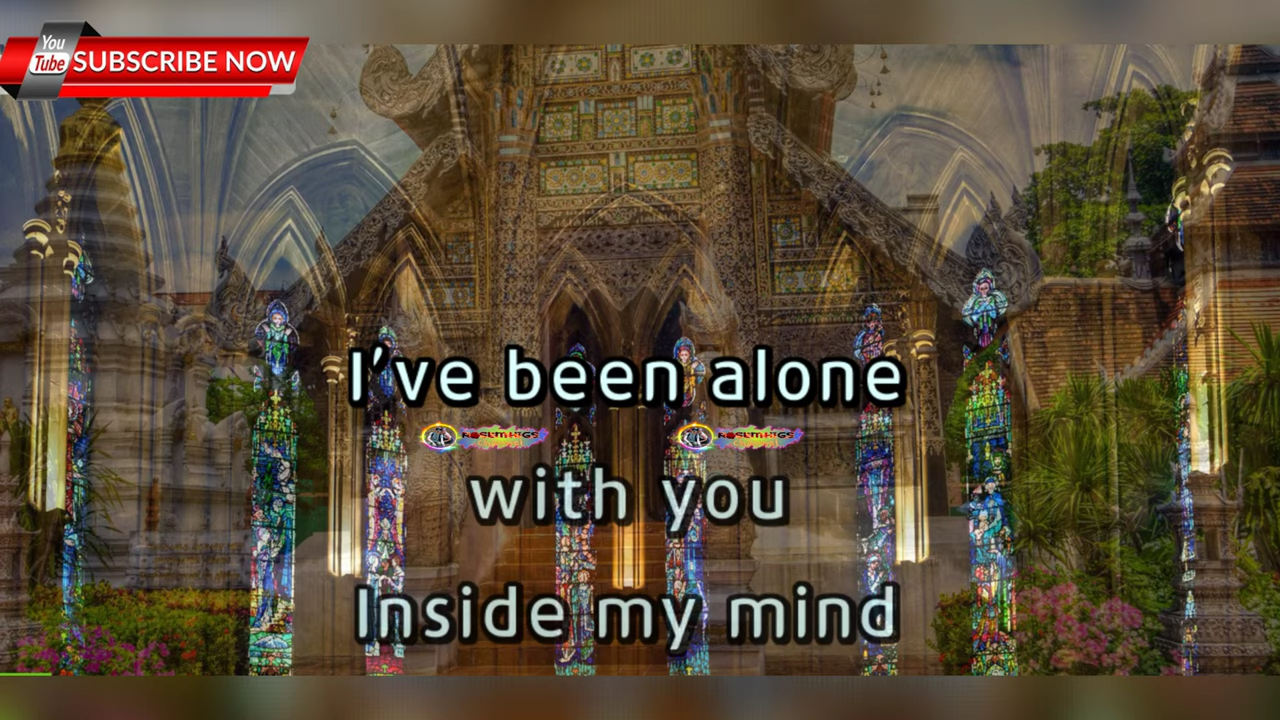 You
Tube SUBSCRIBE NOW
I've been alone
with you
Inside my mind